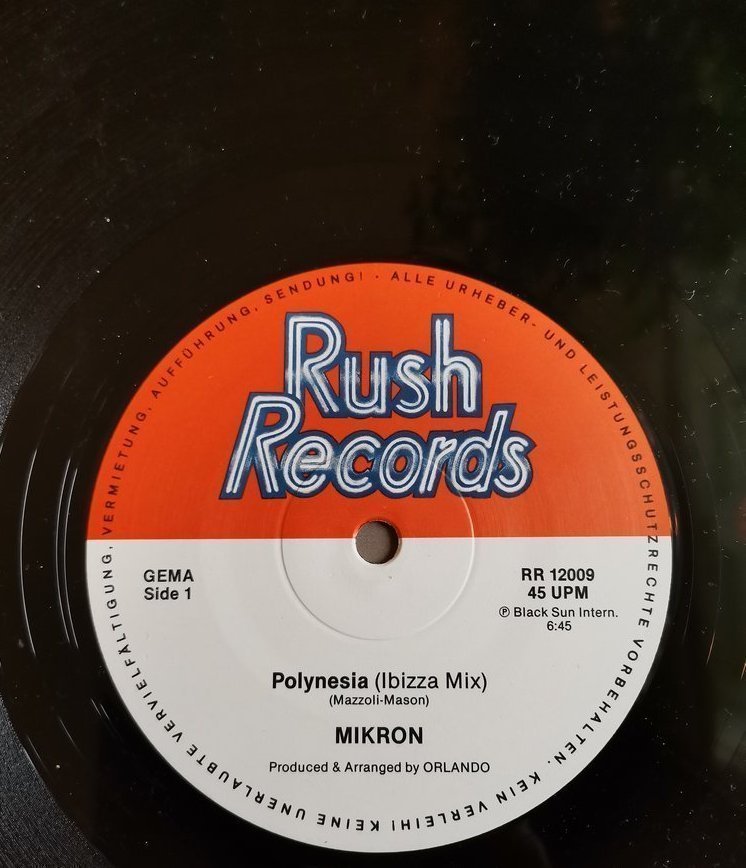 ALLE URHEBER- UND LEISTUNGSSCHUTZRECHTE VORBEHALTEN. KEIN VERLEIH! KEINE UNERLAUBTE VERVIELFÄLTIGUNG, VERMIETUNG, AUFFÜHRUNG, SENDUNG! ·
Rush
Records
GEMA
Side 1
RR 12009
45 UPM
℗ Black Sun Intern.
6:45
Polynesia (Ibizza Mix)
(Mazzoli-Mason)
MIKRON
Produced & Arranged by ORLANDO